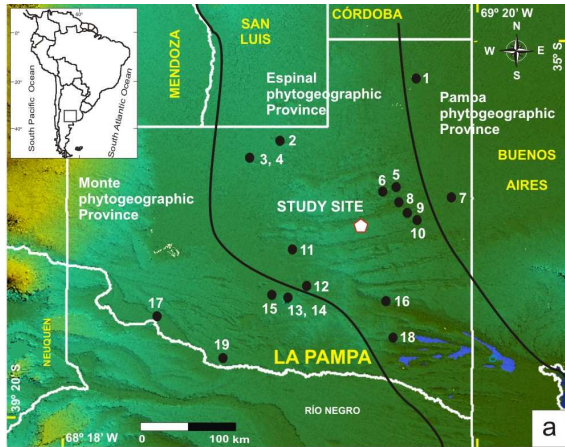 CÓRDOBA
69 20' W
SAN
LUIS
MENDOZA
N
W E
S
35 S
Espinal
phytogeographic
Province
1
Pampa
phytogeographic
Province
BUENOS
AIRES
South Pacific Ocean
South Atlantic Ocean
0
20
40
2
3, 4
Monte
phytogeographic
Province
5
6
7
8
9
10
STUDY SITE
11
12
15
13, 14
16
17
18
19
LA PAMPA
NEUQUÉN
RÍO NEGRO
39 20' S
68 18' W
0 100 km
a